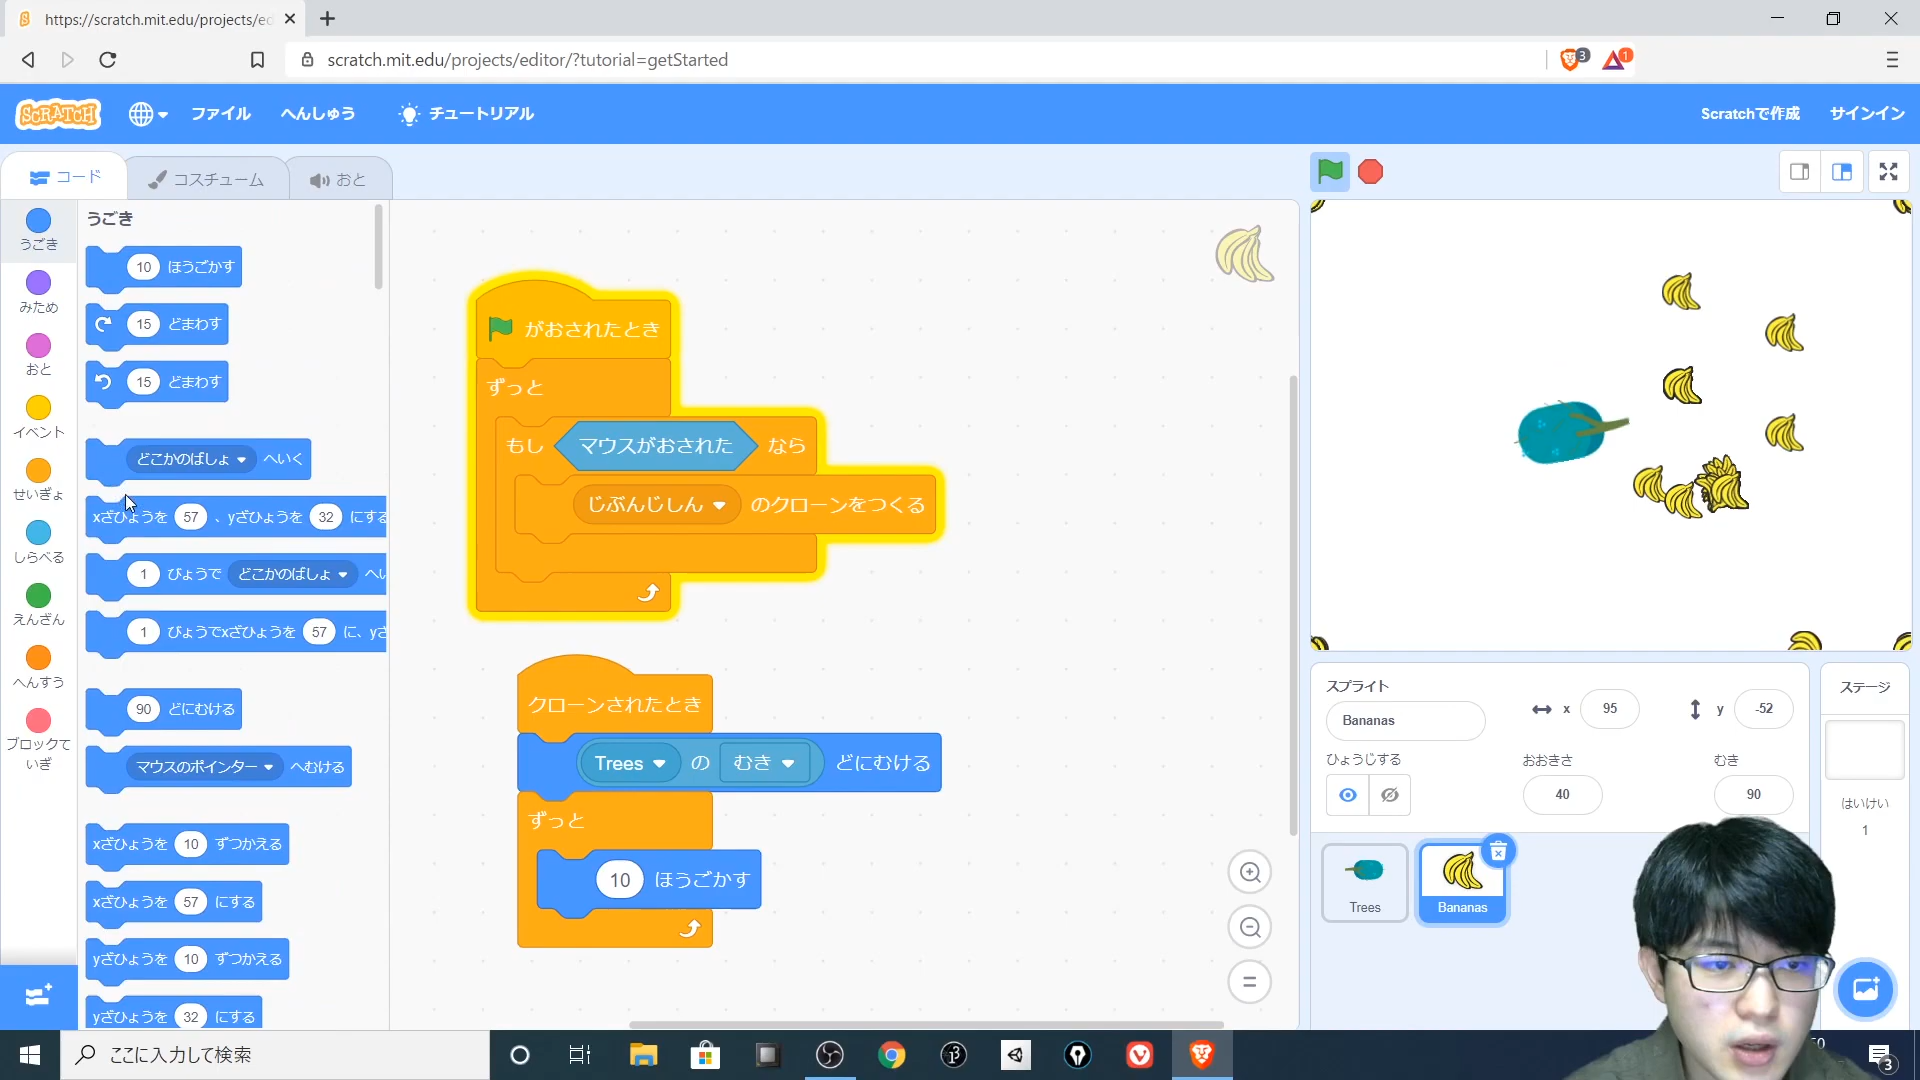 https://scratch.mit.edu/projects/ed
scratch.mit.edu/projects/editor/?tutorial=getStarted
3
1
SCRATCH
ファイル
へんしゅう
チュートリアル
Scratchで作成
サインイン
コード
コスチューム
おと
うごき
みため
おと
イベント
せいぎょ
しらべる
えんざん
へんすう
ブロックて
いぎ
うごき
10 ほうごかす
15 どまわす
15 どまわす
どこかのばしょ へいく
xざひょうを 57 、yざひょうを 32 にする
1 びょうで どこかのばしょ へい
1 びょうでxざひょうを 57 に、yざ
90 どにむける
マウスのポインター へむける
xざひょうを 10 ずつかえる
xざひょうを 57 にする
yざひょうを 10 ずつかえる
yざひょうを 32 にする
がおされたとき
ずっと
もし マウスがおされた なら
じぶんじしん のクローンをつくる
クローンされたとき
Trees の むき どにむける
ずっと
10 ほうごかす
スプライト
Bananas
x 95
y -52
ひょうじする
おおきさ
40
むき
90
Trees
Bananas
ステージ
はいけい
1
ここに入力して検索
3